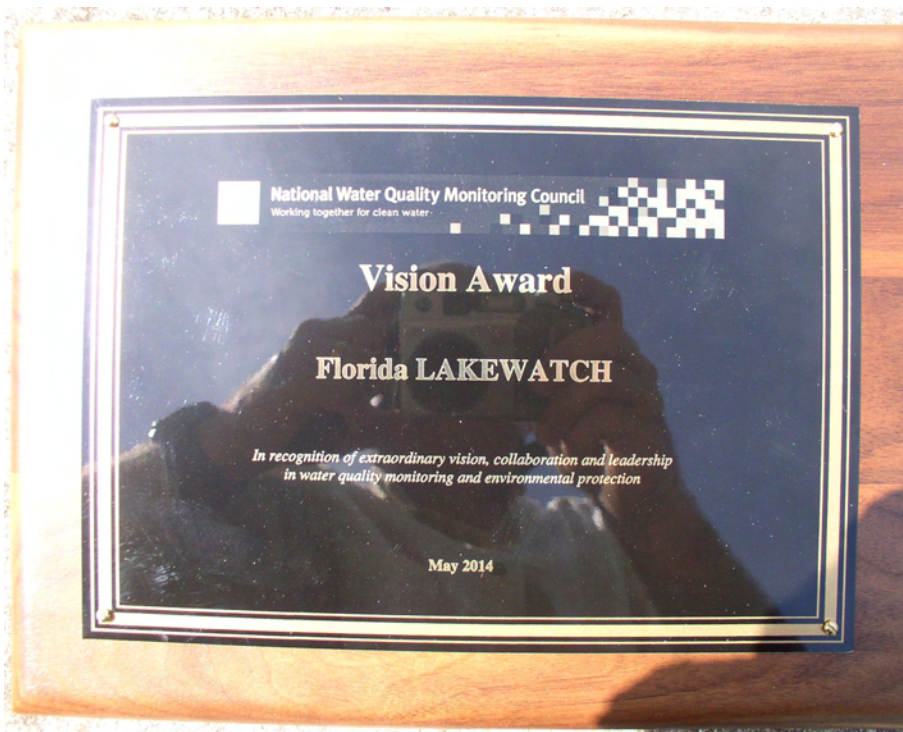 National Water Quality Monitoring Council
Working together for clean water
Vision Award
Florida LAKEWATCH
In recognition of extraordinary vision, collaboration and leadership
in water quality monitoring and environmental protection
May 2014